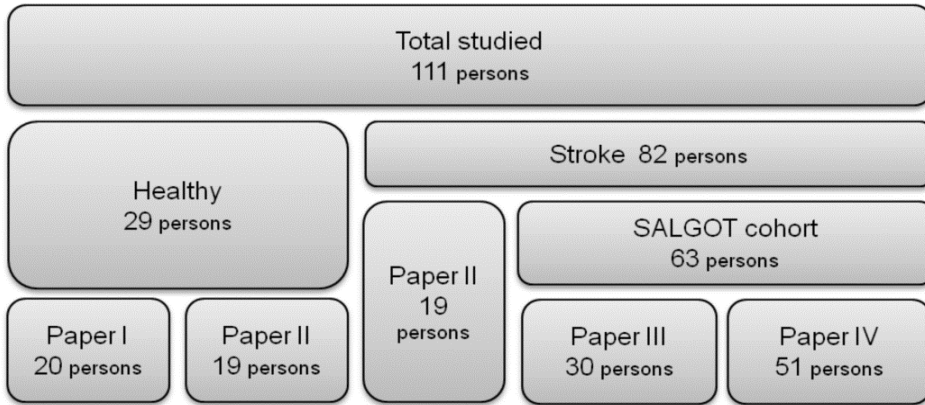 Total studied
111 persons
Healthy
29 persons
Stroke 82 persons
Paper II
19
persons
SALGOT cohort
63 persons
Paper I
20 persons
Paper II
19 persons
Paper III
30 persons
Paper IV
51 persons